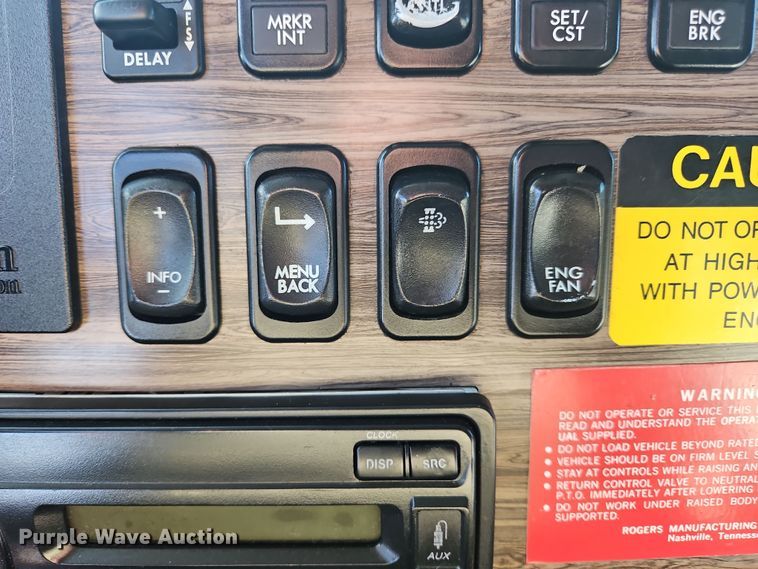 F
S
DELAY
MRKR
INT
SET/
CST
ENG
BRK
+
INFO
–
MENU
BACK
ENG
FAN
CAU
DO NOT OP
AT HIGH
WITH POW
ENG
WARNING
DO NOT OPERATE OR SERVICE THIS
READ AND UNDERSTAND THE OPERAT
UAL SUPPLIED.
• DO NOT LOAD VEHICLE BEYOND RATED
• VEHICLE SHOULD BE ON FIRM LEVEL S
• STAY AT CONTROLS WHILE RAISING AN
• RETURN CONTROL VALVE TO NEUTRAL
P.T.O. IMMEDIATELY AFTER LOWERING
• DO NOT WORK UNDER RAISED BODY
SUPPORTED.
ROGERS MANUFACTURING
Nashville, Tennesse
CLOCK
DISP
SRC
AUX
Purple Wave Auction